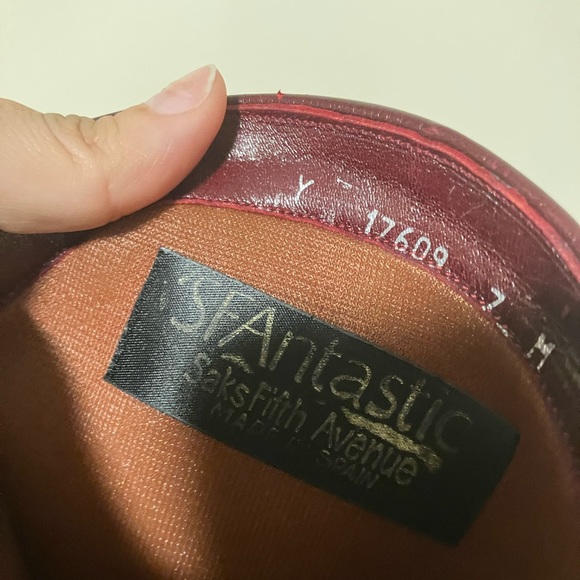 Y - 17609 7 M
'SFAntastic
Saks Fifth Avenue
MADE IN SPAIN